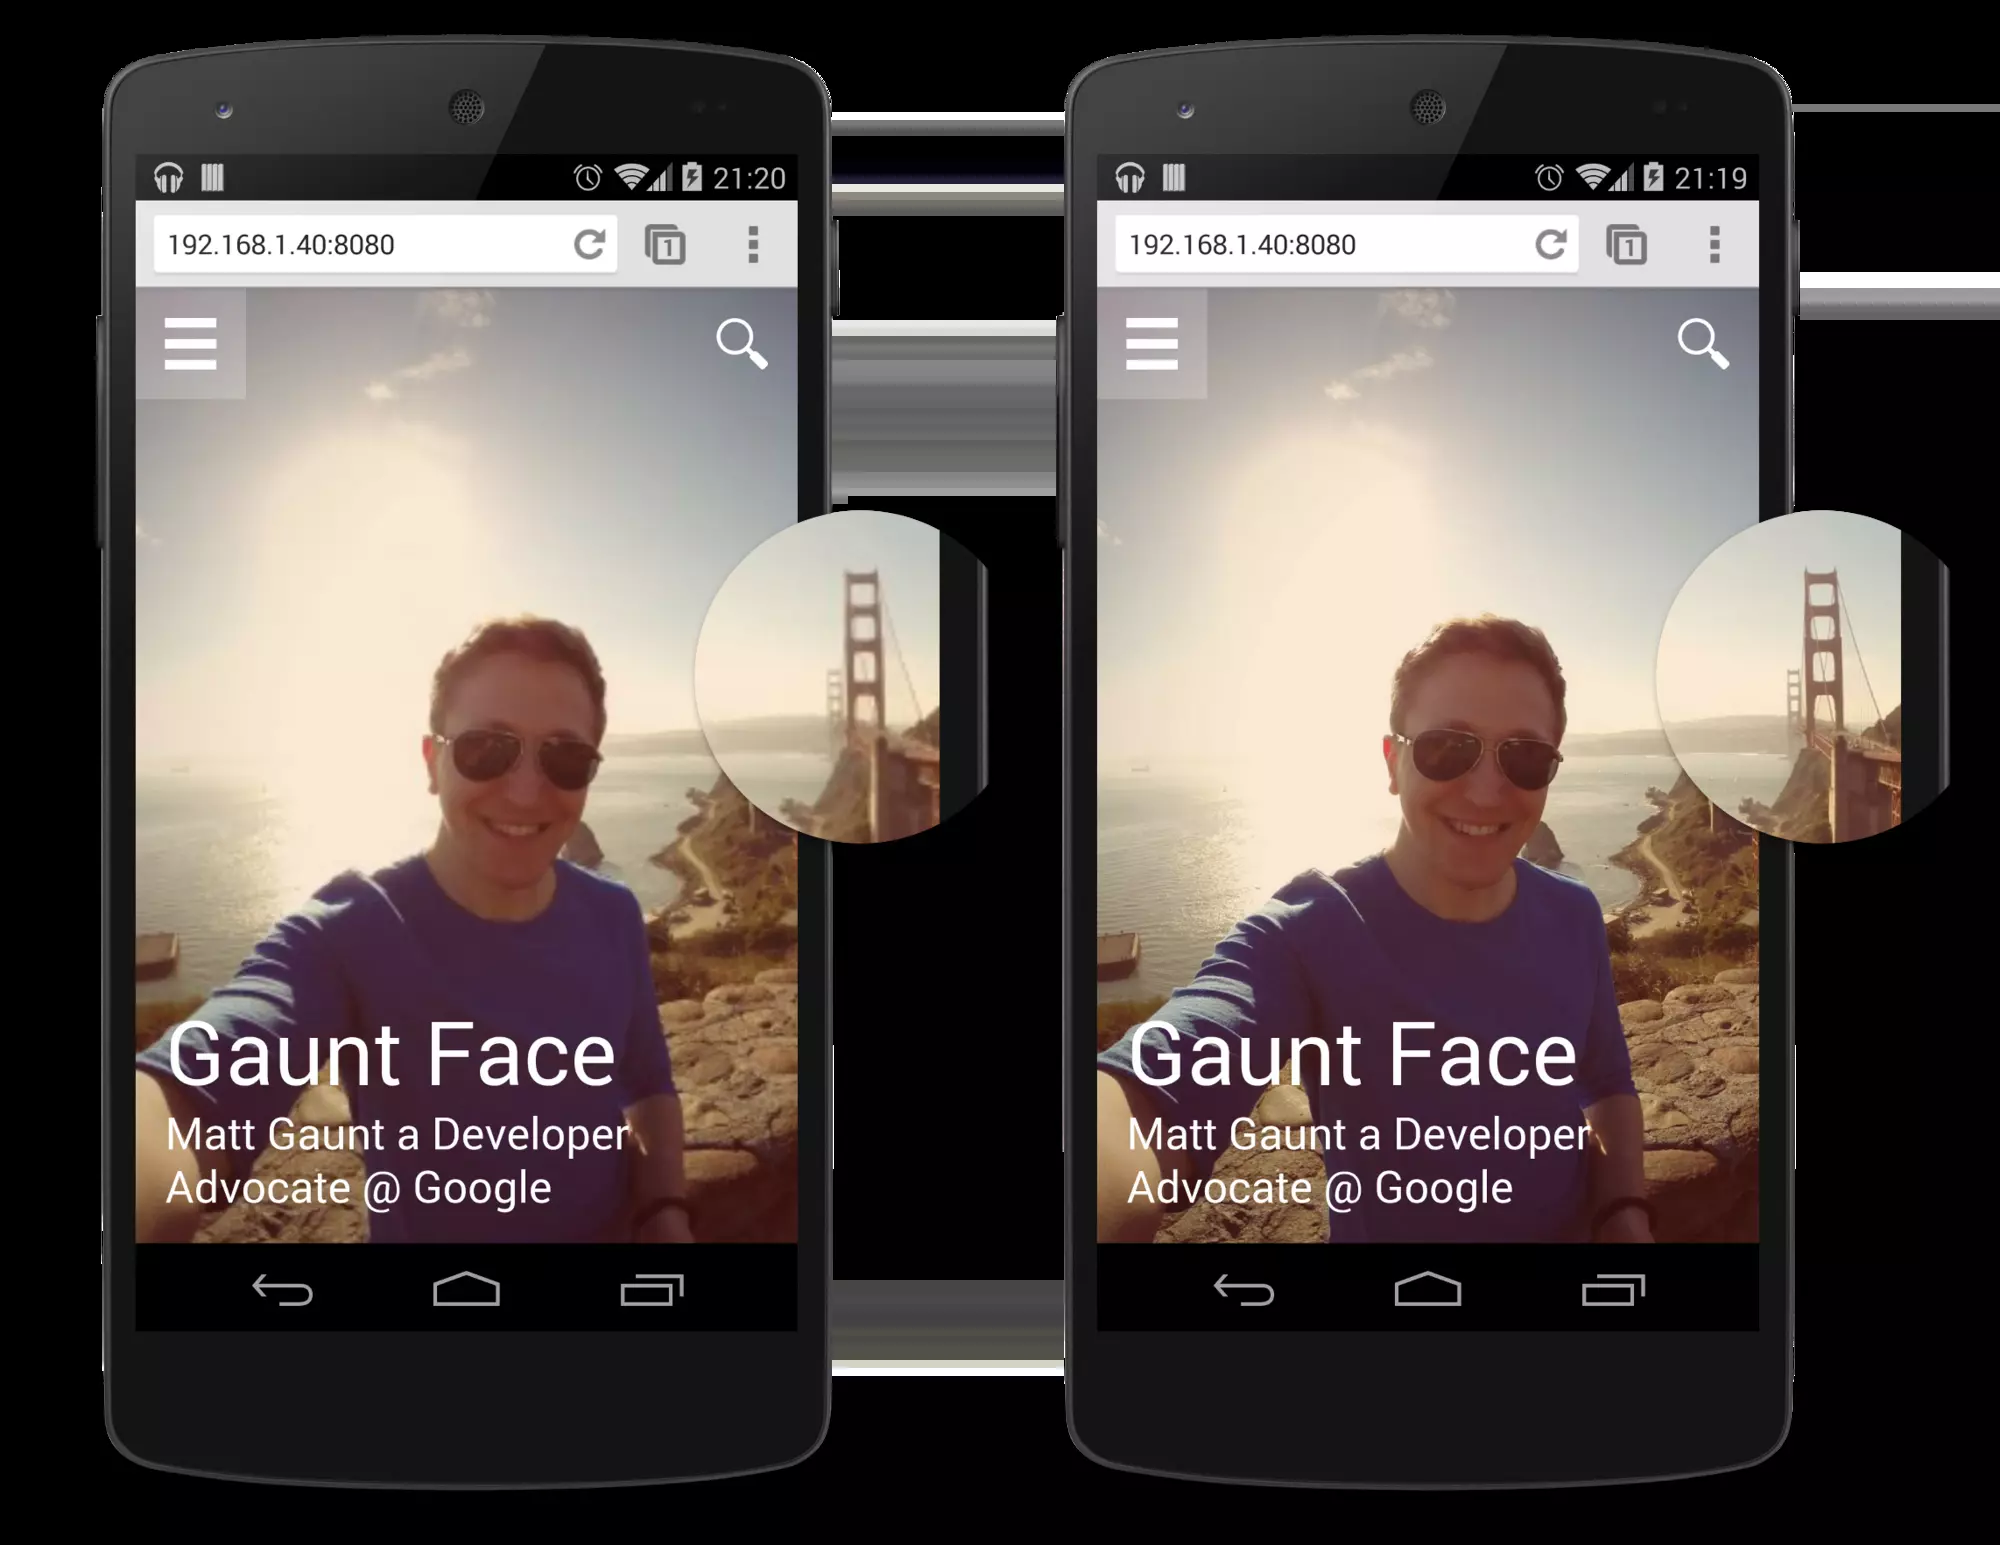 21:20
192.168.1.40:8080
1
Gaunt Face
Matt Gaunt a Developer
Advocate @ Google
21:19
192.168.1.40:8080
1
Gaunt Face
Matt Gaunt a Developer
Advocate @ Google